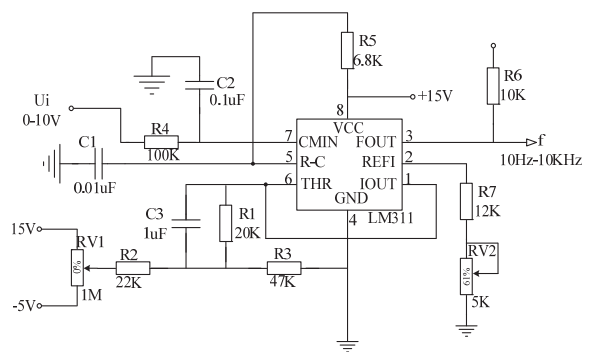 R5
6.8K
C2
0.1uF
R6
10K
Ui
0-10V
+15V
8
VCC
R4
100K
7
CMIN
FOUT
3
f
10Hz-10KHz
C1
0.01uF
5
R-C
REFI
2
6
THR
IOUT
1
GND
4
LM311
R7
12K
C3
1uF
R1
20K
15V
RV1
0%
1M
-5V
R2
22K
R3
47K
RV2
61%
5K